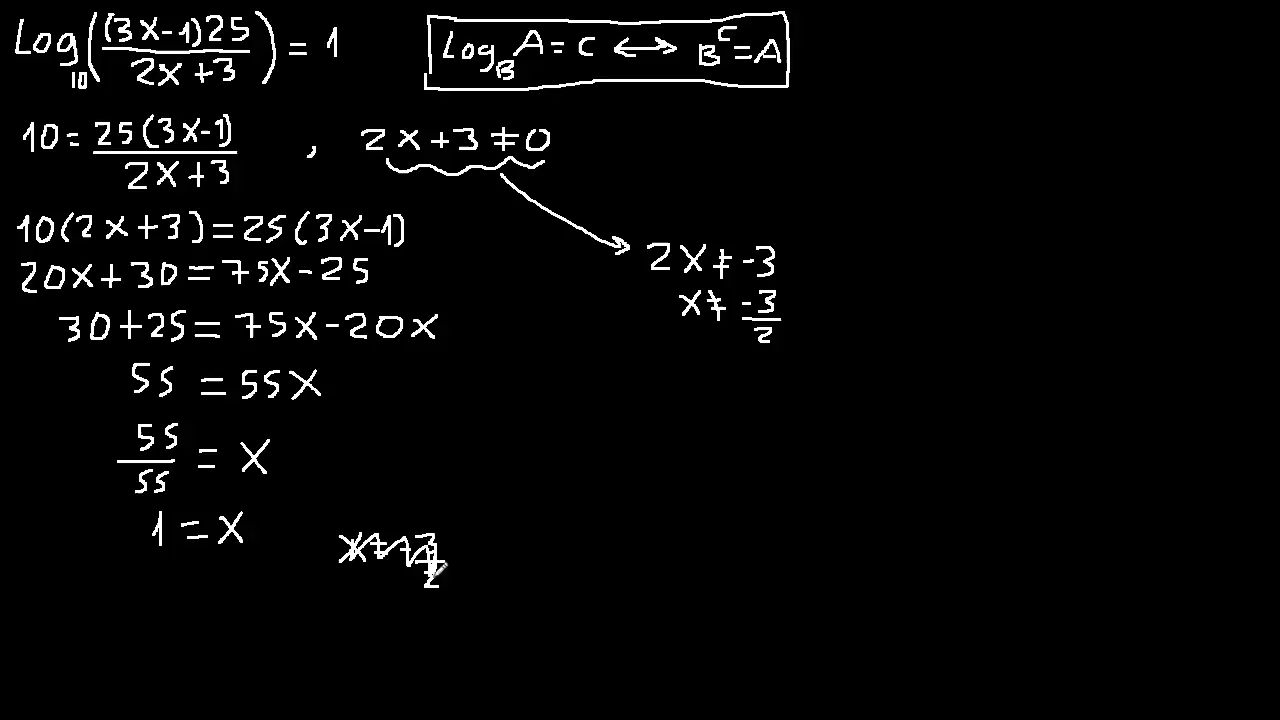 Log₁₀((3x-1)25/2x+3) = 1
Log_B A = C ⟷ B^C = A
10 = 25(3x-1)/2x+3 , 2x+3≠0
10(2x+3)=25(3x-1)
2x ≠ -3
20x+30=75x-25
x ≠ -3/2
30+25=75x-20x
55 = 55x
55/55 = x
1 = x